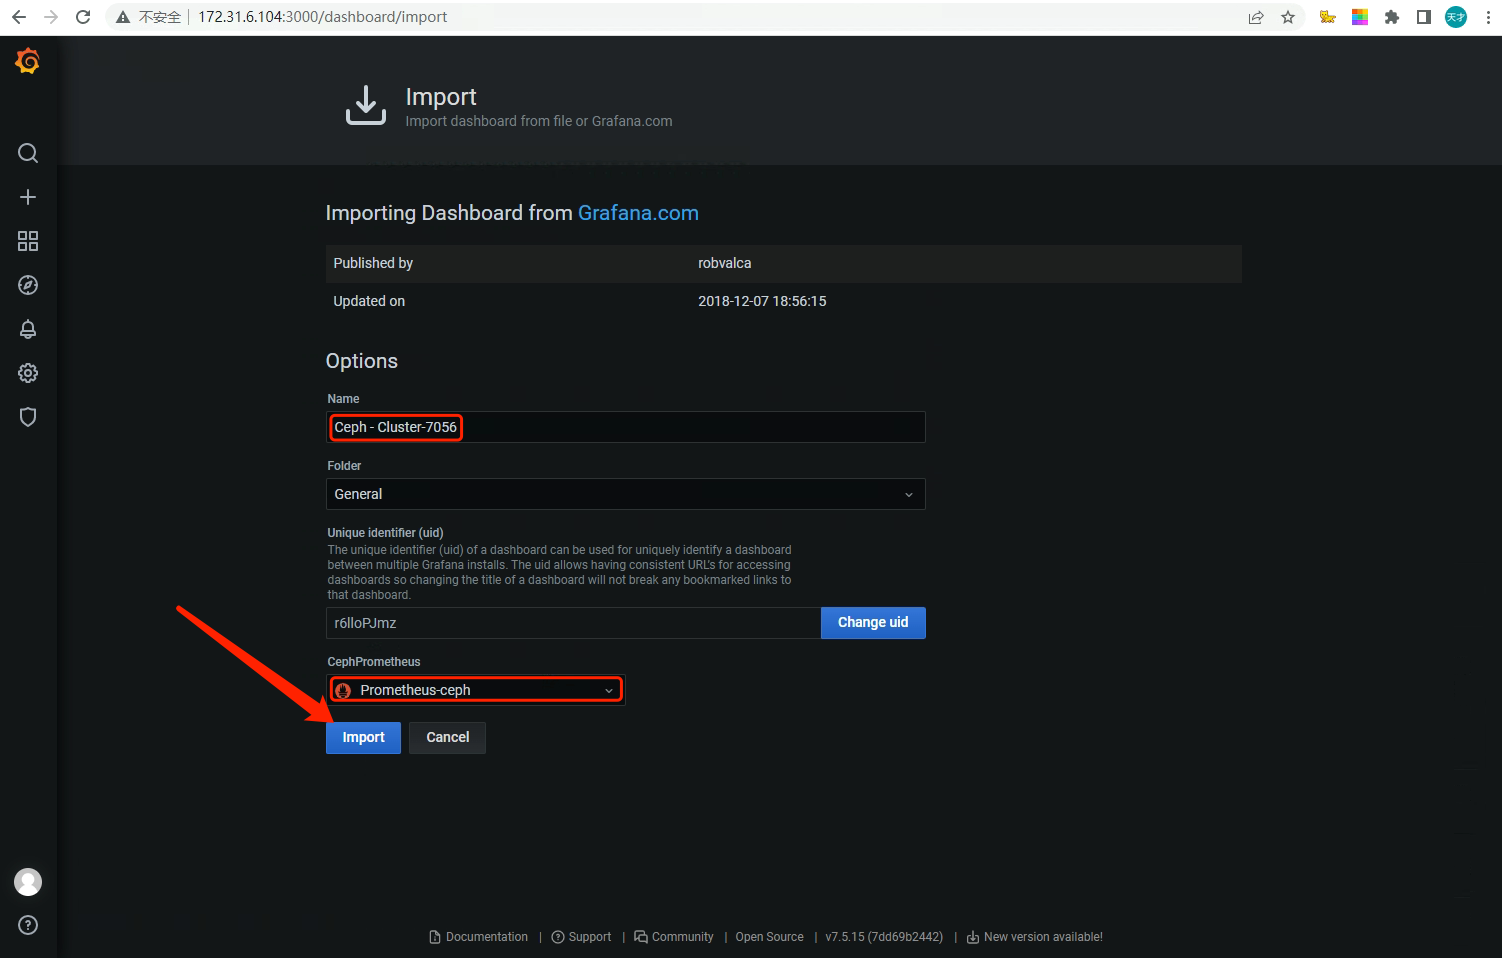 不安全 172.31.6.104:3000/dashboard/import
天才
Import
Import dashboard from file or Grafana.com
Importing Dashboard from Grafana.com
Published by robvalca
Updated on 2018-12-07 18:56:15
Options
Name
Ceph - Cluster-7056
Folder
General
Unique identifier (uid)
The unique identifier (uid) of a dashboard can be used for uniquely identify a dashboard
between multiple Grafana installs. The uid allows having consistent URL's for accessing
dashboards so changing the title of a dashboard will not break any bookmarked links to
that dashboard.
r6lloPJmz Change uid
CephPrometheus
Prometheus-ceph
Import Cancel
Documentation | Support | Community | Open Source | v7.5.15 (7dd69b2442) | New version available!